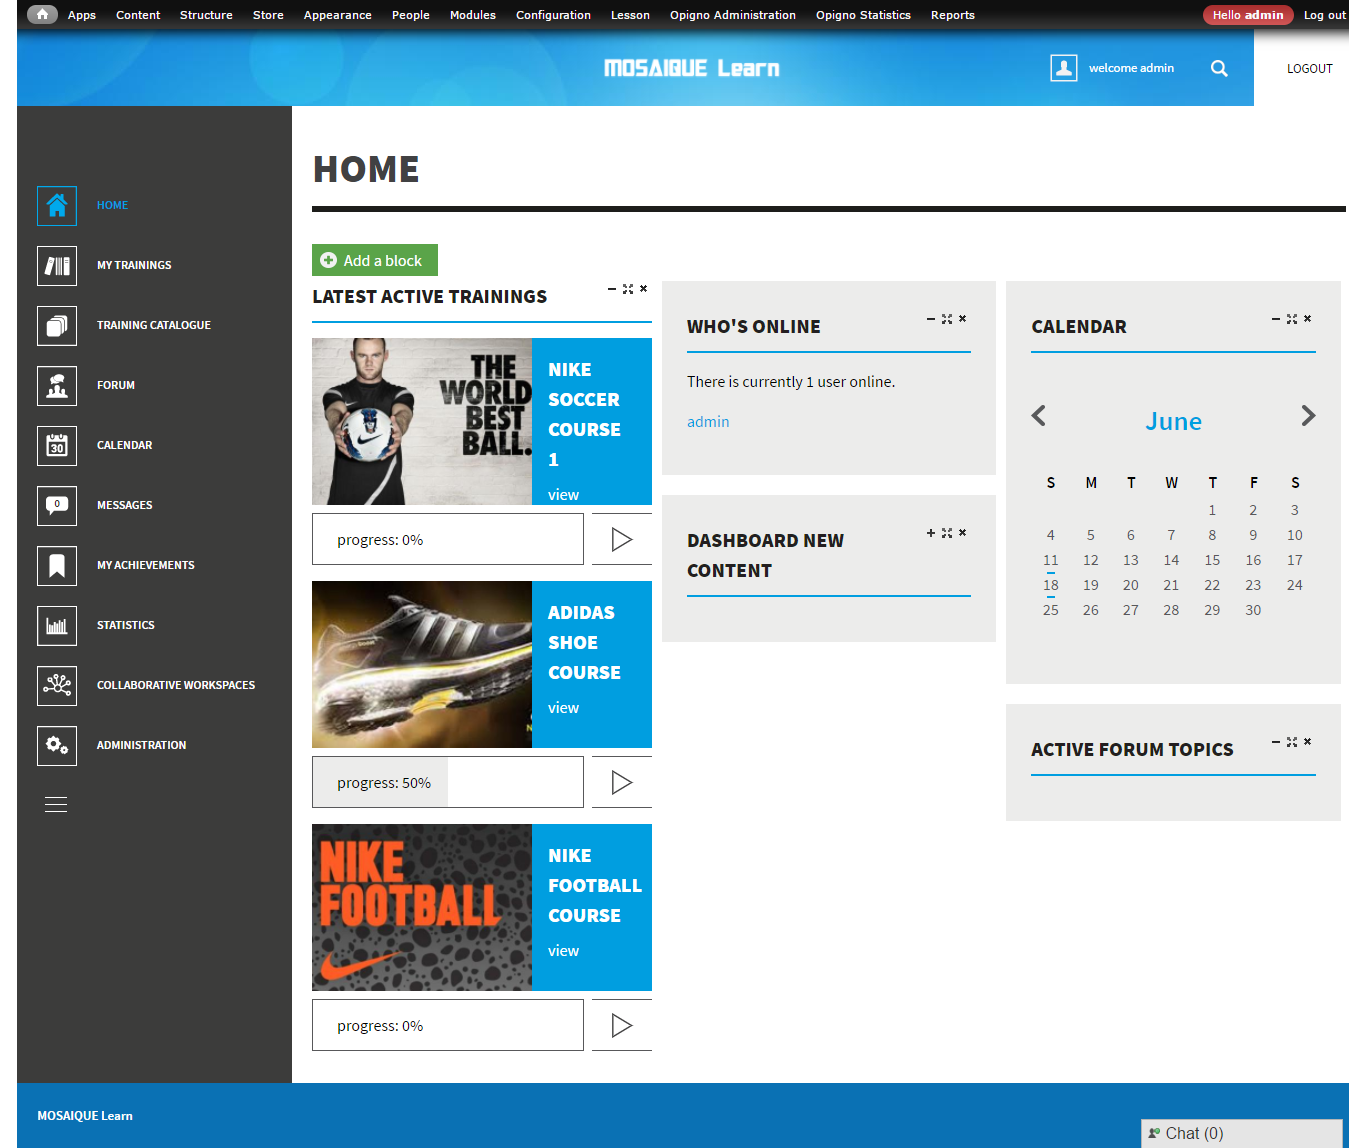 Apps Content Structure Store Appearance People Modules Configuration Lesson Opigno Administration Opigno Statistics Reports Hello admin Log out
MOSAIQUE Learn
welcome admin
LOGOUT
HOME
MY TRAININGS
TRAINING CATALOGUE
FORUM
30
CALENDAR
0
MESSAGES
MY ACHIEVEMENTS
STATISTICS
COLLABORATIVE WORKSPACES
ADMINISTRATION
HOME
Add a block
LATEST ACTIVE TRAININGS
THE
WORLD
BEST
BALL.
NIKE
SOCCER
COURSE
1
view
progress: 0%
ADIDAS
SHOE
COURSE
view
progress: 50%
NIKE
FOOTBALL
NIKE
FOOTBALL
COURSE
view
progress: 0%
WHO'S ONLINE
There is currently 1 user online.
admin
DASHBOARD NEW
CONTENT
CALENDAR
June
S M T W T F S
1 2 3
4 5 6 7 8 9 10
11 12 13 14 15 16 17
18 19 20 21 22 23 24
25 26 27 28 29 30
ACTIVE FORUM TOPICS
MOSAIQUE Learn
Chat (0)